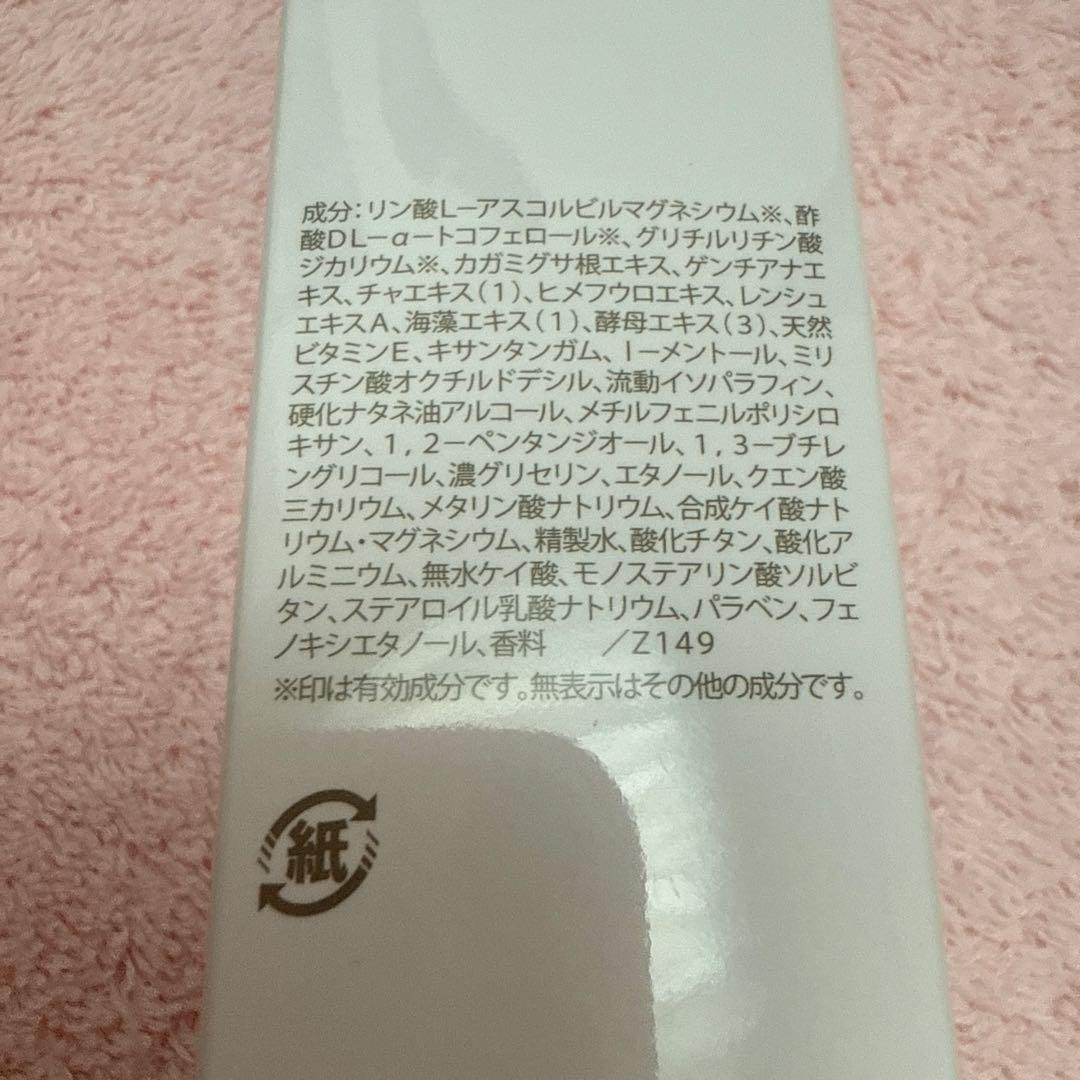 成分：リン酸Ｌ－アスコルビルマグネシウム※、酢
酸ＤＬ－α－トコフェロール※、グリチルリチン酸
ジカリウム※、カガミグサ根エキス、ゲンチアナエ
キス、チャエキス（１）、ヒメフウロエキス、レンシュ
エキスＡ、海藻エキス（１）、酵母エキス（３）、天然
ビタミンＥ、キサンタンガム、ｌ－メントール、ミリ
スチン酸オクチルドデシル、流動イソパラフィン、
硬化ナタネ油アルコール、メチルフェニルポリシロ
キサン、１，２－ペンタンジオール、１，３－ブチレ
ングリコール、濃グリセリン、エタノール、クエン酸
三カリウム、メタリン酸ナトリウム、合成ケイ酸ナト
リウム・マグネシウム、精製水、酸化チタン、酸化ア
ルミニウム、無水ケイ酸、モノステアリン酸ソルビ
タン、ステアロイル乳酸ナトリウム、パラベン、フェ
ノキシエタノール、香料　／Ｚ１４９
※印は有効成分です。無表示はその他の成分です。
紙